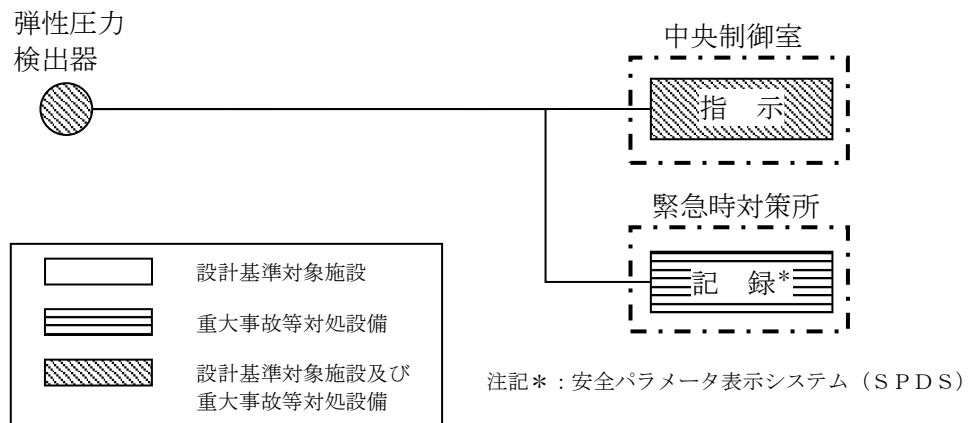 弾性圧力
検出器
中央制御室
指　示
緊急時対策所
記　録*
設計基準対象施設
重大事故等対処設備
設計基準対象施設及び
重大事故等対処設備
注記＊：安全パラメータ表示システム（ＳＰＤＳ）